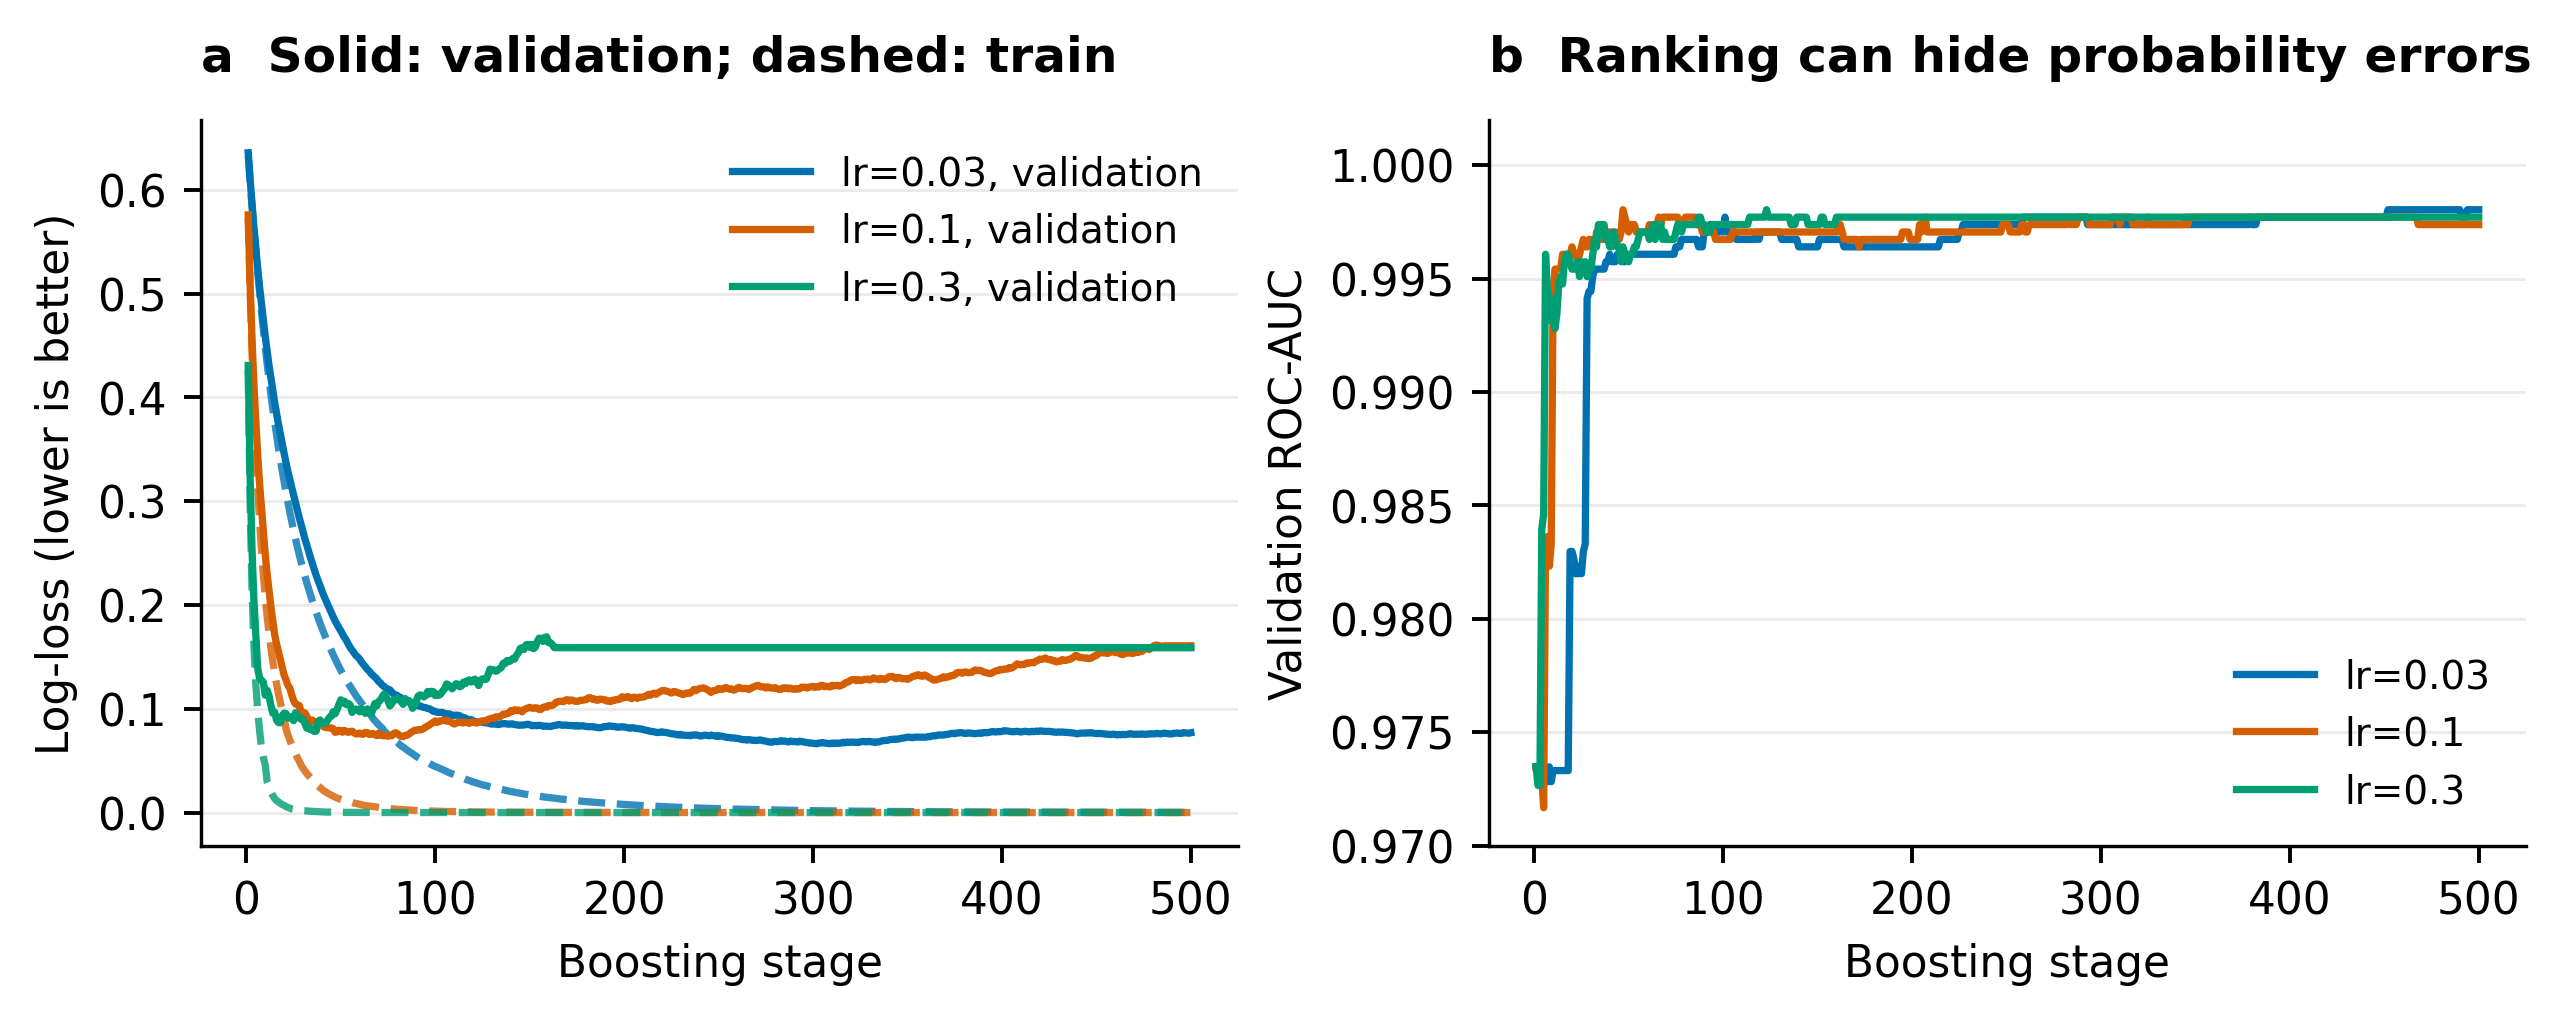 a Solid: validation; dashed: train
Log-loss (lower is better)
0.6
0.5
0.4
0.3
0.2
0.1
0.0
lr=0.03, validation
lr=0.1, validation
lr=0.3, validation
0 100 200 300 400 500
Boosting stage
b Ranking can hide probability errors
Validation ROC-AUC
1.000
0.995
0.990
0.985
0.980
0.975
0.970
lr=0.03
lr=0.1
lr=0.3
0 100 200 300 400 500
Boosting stage